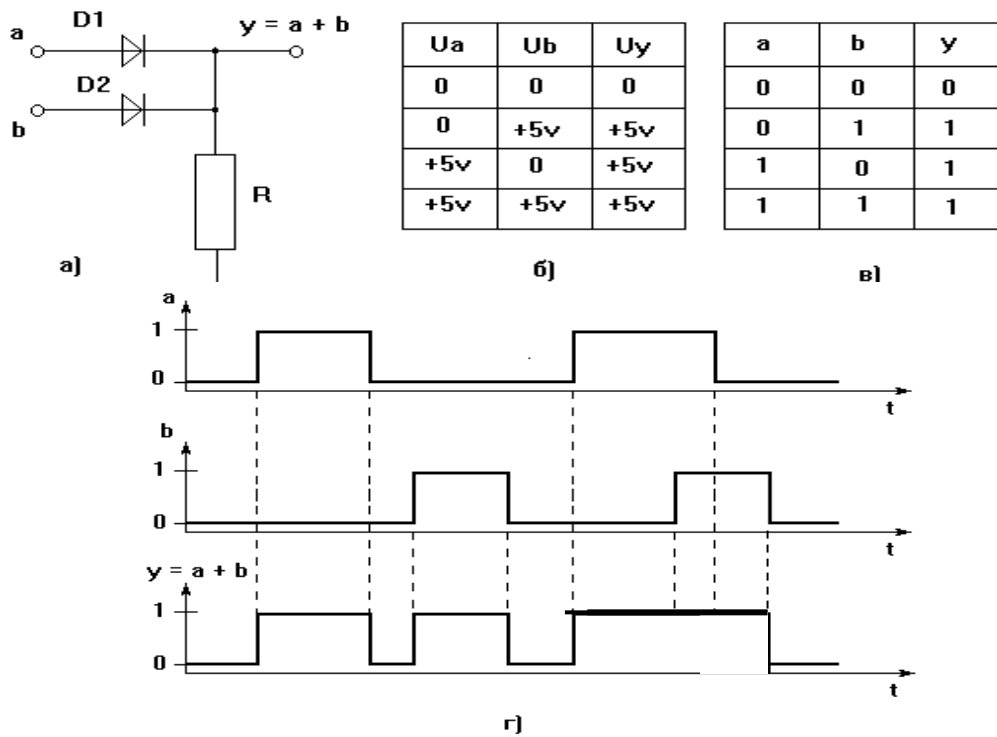 D1
a
y = a + b
D2
b
R
а)
Ua Ub Uy
0 0 0
0 +5v +5v
+5v 0 +5v
+5v +5v +5v
б)
a b y
0 0 0
0 1 1
1 0 1
1 1 1
в)
a
1
0
t
b
1
0
t
y = a + b
1
0
t
г)